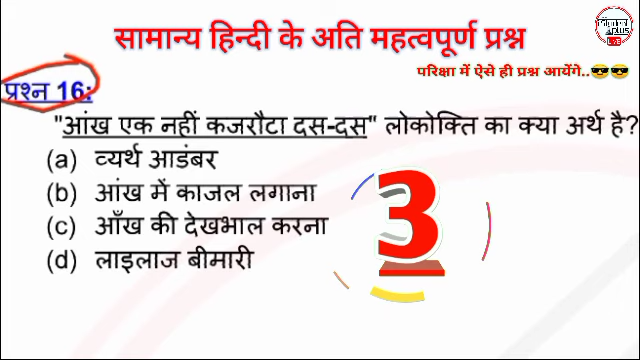 सामान्य हिन्दी के अति महत्वपूर्ण प्रश्न
परिक्षा में ऐसे ही प्रश्न आयेंगे..😎😎
प्रश्न 16:
"आंख एक नहीं कजरौटा दस-दस" लोकोक्ति का क्या अर्थ है?
(a) व्यर्थ आडंबर
(b) आंख में काजल लगाना
(c) आँख की देखभाल करना
(d) लाइलाज बीमारी
3